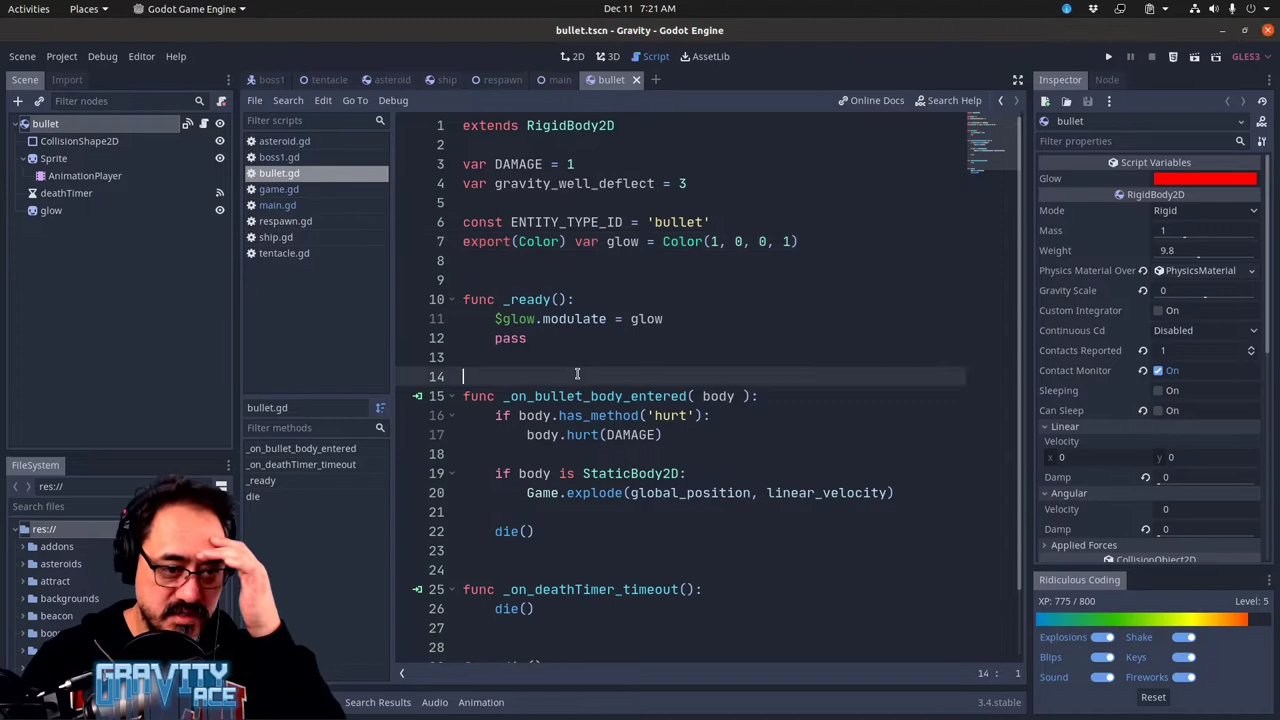 Activities Places Godot Game Engine Dec 11 7:21 AM
bullet.tscn - Gravity - Godot Engine
Scene Project Debug Editor Help 2D 3D Script AssetLib GLES3
Scene Import boss1 tentacle asteroid ship respawn main bullet Inspector Node
Filter nodes File Search Edit Go To Debug Online Docs Search Help
bullet
CollisionShape2D
Sprite
AnimationPlayer
deathTimer
glow
Filter scripts
asteroid.gd
boss1.gd
bullet.gd
game.gd
main.gd
respawn.gd
ship.gd
tentacle.gd
bullet.gd
Filter methods
_on_bullet_body_entered
_on_deathTimer_timeout
_ready
die
1 extends RigidBody2D
2
3 var DAMAGE = 1
4 var gravity_well_deflect = 3
5
6 const ENTITY_TYPE_ID = 'bullet'
7 export(Color) var glow = Color(1, 0, 0, 1)
8
9
10 func _ready():
11 $glow.modulate = glow
12 pass
13
14
15 func _on_bullet_body_entered( body ):
16 if body.has_method('hurt'):
17 body.hurt(DAMAGE)
18
19 if body is StaticBody2D:
20 Game.explode(global_position, linear_velocity)
21
22 die()
23
24
25 func _on_deathTimer_timeout():
26 die()
27
28
14 : 1
FileSystem
res://
Search files
res://
addons
asteroids
attract
backgrounds
beacon
GRAVITY
ACE
Search Results Audio Animation 3.4.stable
bullet
Filter properties
Script Variables
Glow
RigidBody2D
Mode Rigid
Mass 1
Weight 9.8
Physics Material Over PhysicsMaterial
Gravity Scale 0
Custom Integrator On
Continuous Cd Disabled
Contacts Reported 1
Contact Monitor On
Sleeping On
Can Sleep On
Linear
Velocity
x 0 y 0
Damp 0
Angular
Velocity 0
Damp 0
Applied Forces
CollisionObject2D
Ridiculous Coding
XP: 775 / 800 Level: 5
Explosions Shake
Blips Keys
Sound Fireworks
Reset